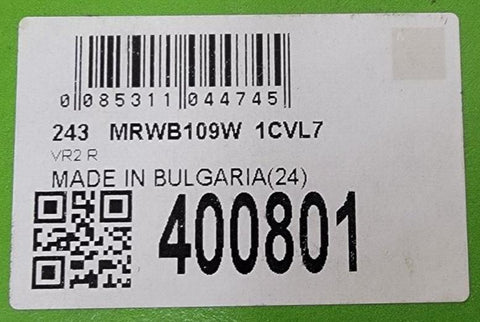 0 085311 044745
243 MRWB109W 1CVL7
VR2 R
MADE IN BULGARIA(24)
400801